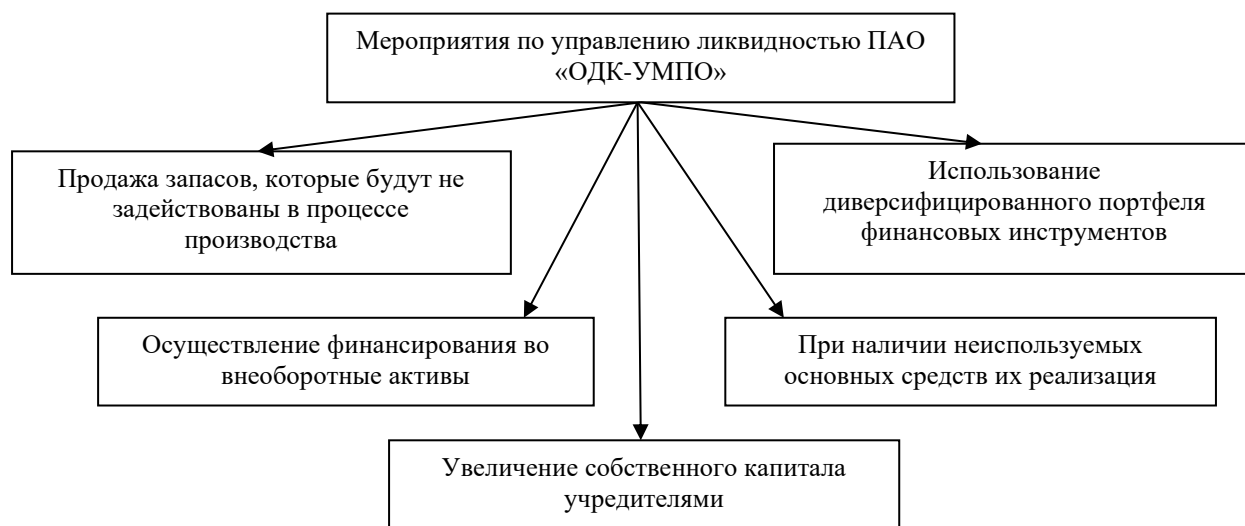 Мероприятия по управлению ликвидностью ПАО
«ОДК-УМПО»
Продажа запасов, которые будут не
задействованы в процессе
производства
Использование
диверсифицированного портфеля
финансовых инструментов
Осуществление финансирования во
внеоборотные активы
При наличии неиспользуемых
основных средств их реализация
Увеличение собственного капитала
учредителями